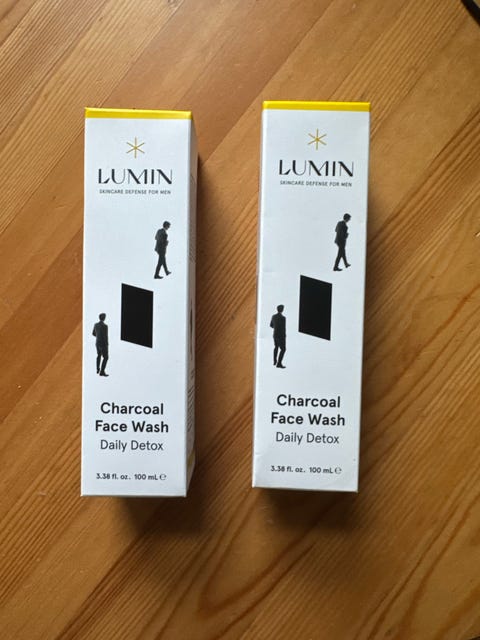 LUMIN
SKINCARE DEFENSE FOR MEN
Charcoal
Face Wash
Daily Detox
3.38 fl. oz. 100 mL ℮
LUMIN
SKINCARE DEFENSE FOR MEN
Charcoal
Face Wash
Daily Detox
3.38 fl. oz. 100 mL ℮